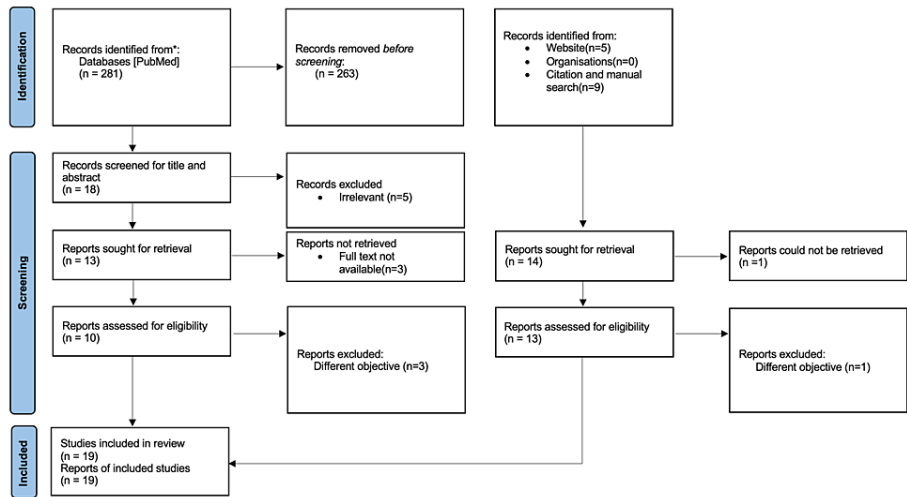 Identification
Records identified from*:
Databases [PubMed]
(n = 281)
Records removed before
screening:
(n = 263)
Records identified from:
• Website(n=5)
• Organisations(n=0)
• Citation and manual
search(n=9)
Screening
Records screened for title and
abstract
(n = 18)
Records excluded
• Irrelevant (n=5)
Reports sought for retrieval
(n = 13)
Reports not retrieved
• Full text not
available(n=3)
Reports sought for retrieval
(n = 14)
Reports could not be retrieved
(n =1)
Reports assessed for eligibility
(n = 10)
Reports excluded:
Different objective (n=3)
Reports assessed for eligibility
(n = 13)
Reports excluded:
Different objective (n=1)
Included
Studies included in review
(n = 19)
Reports of included studies
(n = 19)